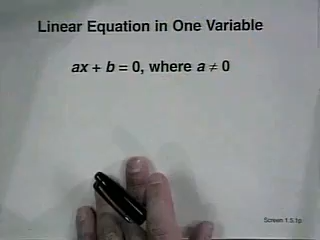 Linear Equation in One Variable
ax + b = 0, where a ≠ 0
Screen 1.5.1p